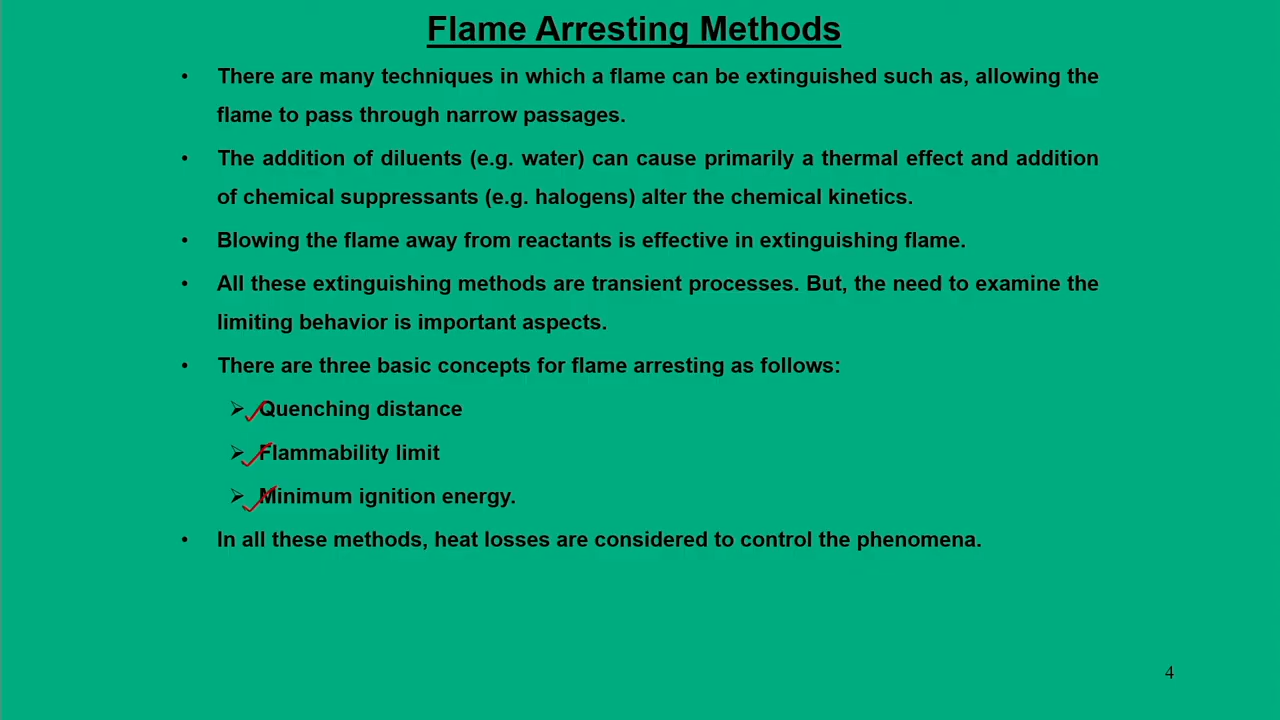 Flame Arresting Methods
• There are many techniques in which a flame can be extinguished such as, allowing the
flame to pass through narrow passages.
• The addition of diluents (e.g. water) can cause primarily a thermal effect and addition
of chemical suppressants (e.g. halogens) alter the chemical kinetics.
• Blowing the flame away from reactants is effective in extinguishing flame.
• All these extinguishing methods are transient processes. But, the need to examine the
limiting behavior is important aspects.
• There are three basic concepts for flame arresting as follows:
➢ Quenching distance
➢ Flammability limit
➢ Minimum ignition energy.
• In all these methods, heat losses are considered to control the phenomena.
4